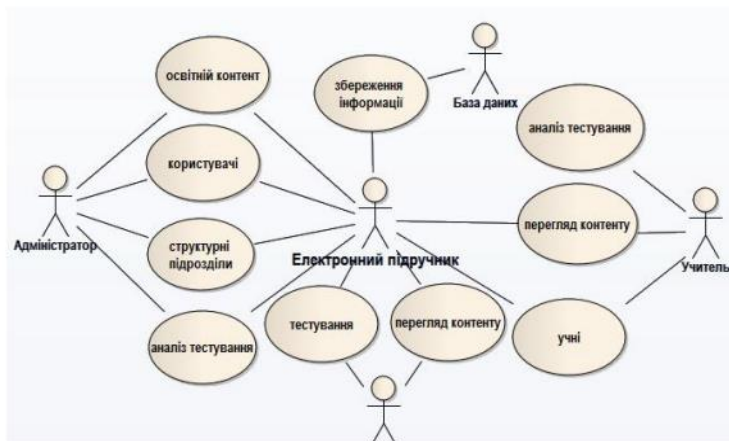 освітній контент
збереження
інформації
База даних
аналіз тестування
користувачі
Адміністратор
структурні
підрозділи
Електронний підручник
перегляд контенту
Учитель
аналіз тестування
тестування
перегляд контенту
учні